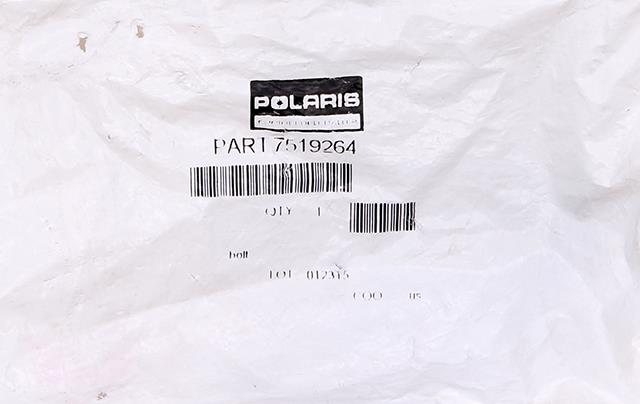 POLARIS
PART 7519264
QTY 1
bolt
LOT 012315
COO US